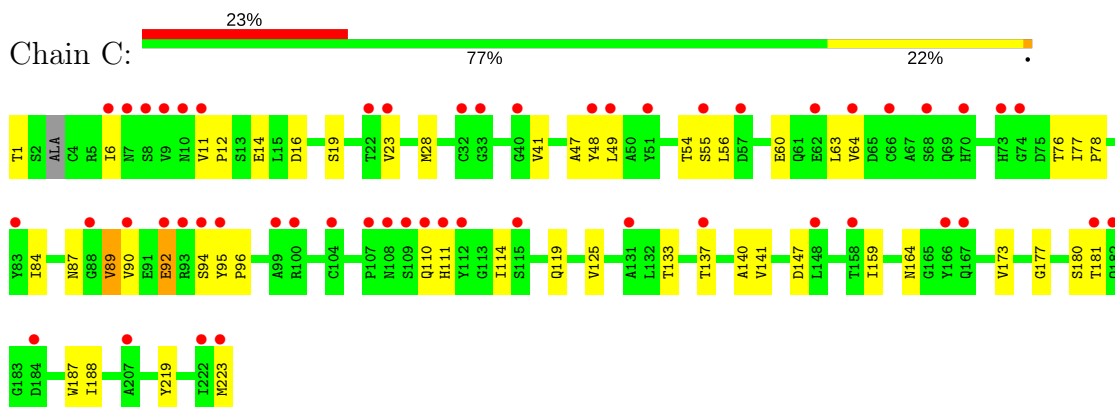 23%
Chain C:
77% 22% •
T1 S2 ALA C4 R5 I6 N7 S8 V9 N10 V11 P12 S13 E14 L15 D16 S19 T22 V23 M28 C32 G33 G40 V41 A47 Y48 L49 A50 Y51 T54 S55 L56 D57 E60 Q61 E62 L63 V64 D65 C66 A67 S68 Q69 H70 H73 G74 D75 T76 I77 P78
Y83 I84 N87 G88 V89 V90 E91 E92 R93 S94 Y95 P96 A99 R100 C104 P107 N108 S109 Q110 H111 Y112 G113 I114 S115 Q119 V125 A131 L132 T133 T137 A140 V141 D147 L148 T158 I159 N164 G165 Y166 Q167 V173 G177 S180 T181
G183 D184 W187 I188 A207 Y219 I222 M223